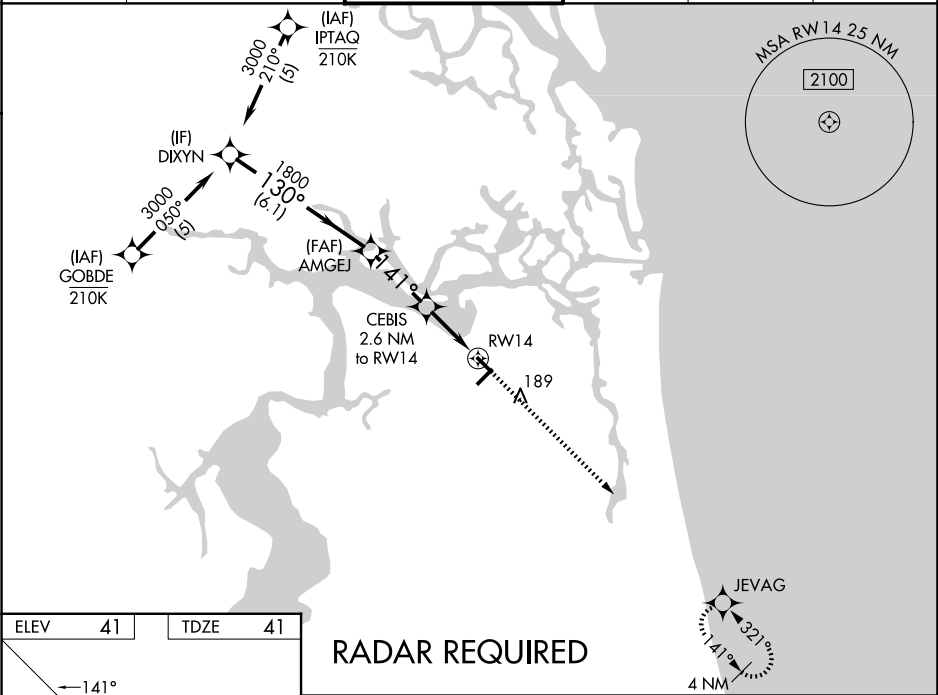 (IAF)
IPTAQ
210K
MSA RW14 25 NM
2100
3000
210°
(5)
(IF)
DIXYN
1800
130°
(6.1)
3000
050°
(5)
(IAF)
GOBDE
210K
(FAF)
AMGEJ
141°
CEBIS
2.6 NM
to RW14
RW14
189
JEVAG
321°
141°
4 NM
ELEV 41
TDZE 41
RADAR REQUIRED
141°